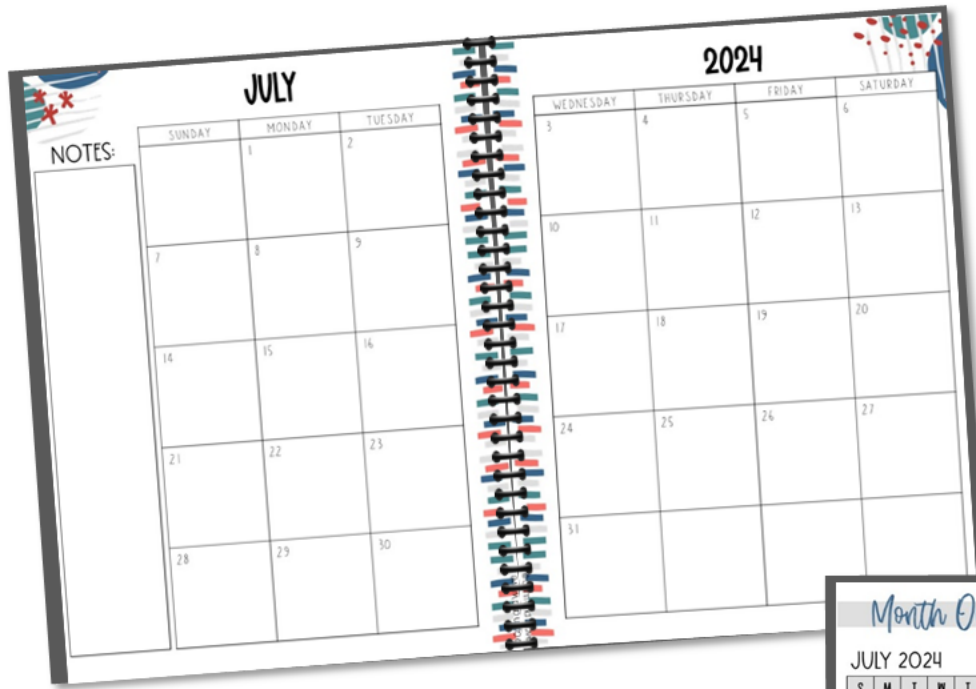 JULY
2024
NOTES:
SUNDAY MONDAY TUESDAY WEDNESDAY THURSDAY FRIDAY SATURDAY
1 2 3 4 5 6
7 8 9 10 11 12 13
14 15 16 17 18 19 20
21 22 23 24 25 26 27
28 29 30 31
Month O
JULY 2024
S M T W T